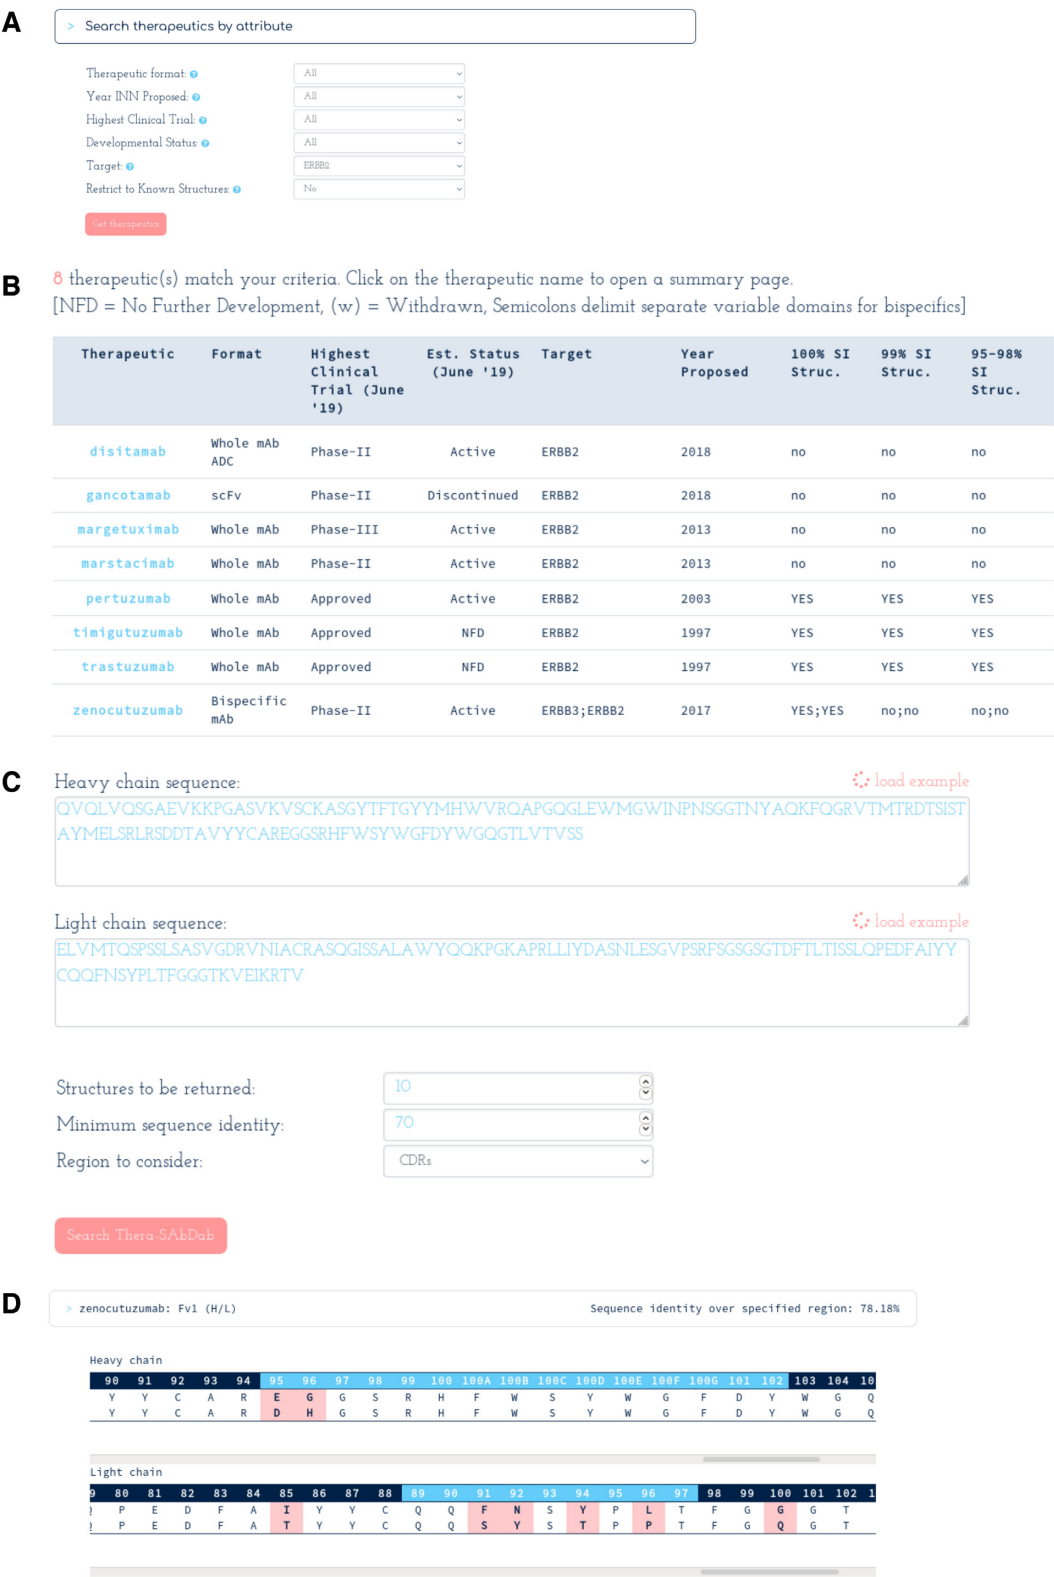 A
> Search therapeutics by attribute
Therapeutic format: ? All
Year INN Proposed: ? All
Highest Clinical Trial: ? All
Developmental Status: ? All
Target: ? ERBB2
Restrict to Known Structures: ? No
Get therapeutics
B
8 therapeutic(s) match your criteria. Click on the therapeutic name to open a summary page.
[NFD = No Further Development, (w) = Withdrawn, Semicolons delimit separate variable domains for bispecifics]
Therapeutic Format Highest Clinical Trial (June '19) Est. Status (June '19) Target Year Proposed 100% SI Struc. 99% SI Struc. 95-98% SI Struc.
disitamab Whole mAb ADC Phase-II Active ERBB2 2018 no no no
gancotamab scFv Phase-II Discontinued ERBB2 2018 no no no
margetuximab Whole mAb Phase-III Active ERBB2 2013 no no no
marstacimab Whole mAb Phase-II Active ERBB2 2013 no no no
pertuzumab Whole mAb Approved Active ERBB2 2003 YES YES YES
timigutuzumab Whole mAb Approved NFD ERBB2 1997 YES YES YES
trastuzumab Whole mAb Approved NFD ERBB2 1997 YES YES YES
zenocutuzumab Bispecific mAb Phase-II Active ERBB3;ERBB2 2017 YES;YES no;no no;no
C
Heavy chain sequence: load example
QVQLVQSGAEVKKPGASVKVSCKASGYTFTGYYMHWVRQAPGQGLEWMGWINPNSGGTNYAQKFQGRVTMTRDTSIST
AYMELSRLRSDDTAVYYCAREGGSRHFWSYWGFDYWGQGTLVTVSS
Light chain sequence: load example
ELVMTQSPSSLSASVGDRVNIACRASQGISSALAWYQQKPGKAPRLLIYDASNLESGVPSRFSGSGSGTDFTLTISSLQPEDFAIYY
CQQFNSYPLTFGGGTKVEIKRTV
Structures to be returned: 10
Minimum sequence identity: 70
Region to consider: CDRs
Search Thera-SAbDab
D
> zenocutuzumab: Fv1 (H/L) Sequence identity over specified region: 78.18%
Heavy chain
90 91 92 93 94 95 96 97 98 99 100 100A 100B 100C 100D 100E 100F 100G 101 102 103 104 10
Y Y C A R E G G S R H F W S Y W G F D Y W G Q
Y Y C A R D H G S R H F W S Y W G F D Y W G Q
Light chain
9 80 81 82 83 84 85 86 87 88 89 90 91 92 93 94 95 96 97 98 99 100 101 102 1
P E D F A I Y Y C Q Q F N S Y P L T F G G G T
P E D F A T Y Y C Q Q S Y S T P P T F G Q G T